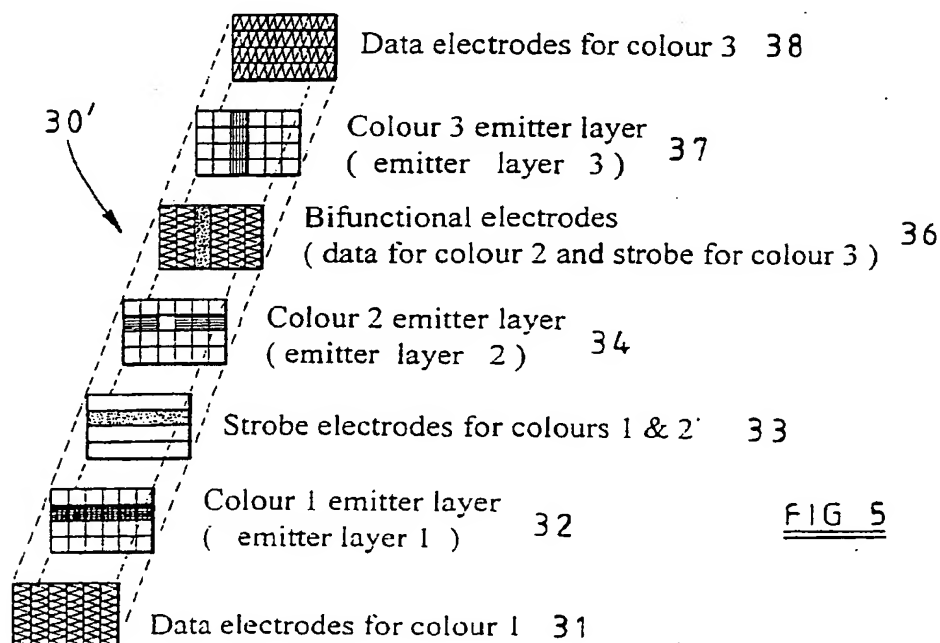 Data electrodes for colour 3 38
30'
Colour 3 emitter layer
( emitter layer 3 ) 37
Bifunctional electrodes 36
( data for colour 2 and strobe for colour 3 )
Colour 2 emitter layer
( emitter layer 2 ) 34
Strobe electrodes for colours 1 & 2 33
Colour 1 emitter layer
( emitter layer 1 ) 32
FIG 5
Data electrodes for colour 1 31